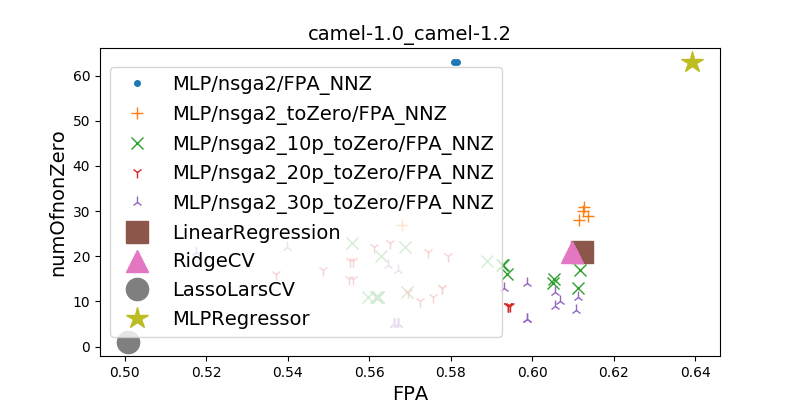 camel-1.0_camel-1.2
numOfnonZero
60
50
40
30
20
10
0
MLP/nsga2/FPA_NNZ
MLP/nsga2_toZero/FPA_NNZ
MLP/nsga2_10p_toZero/FPA_NNZ
MLP/nsga2_20p_toZero/FPA_NNZ
MLP/nsga2_30p_toZero/FPA_NNZ
LinearRegression
RidgeCV
LassoLarsCV
MLPRegressor
0.50 0.52 0.54 0.56 0.58 0.60 0.62 0.64
FPA